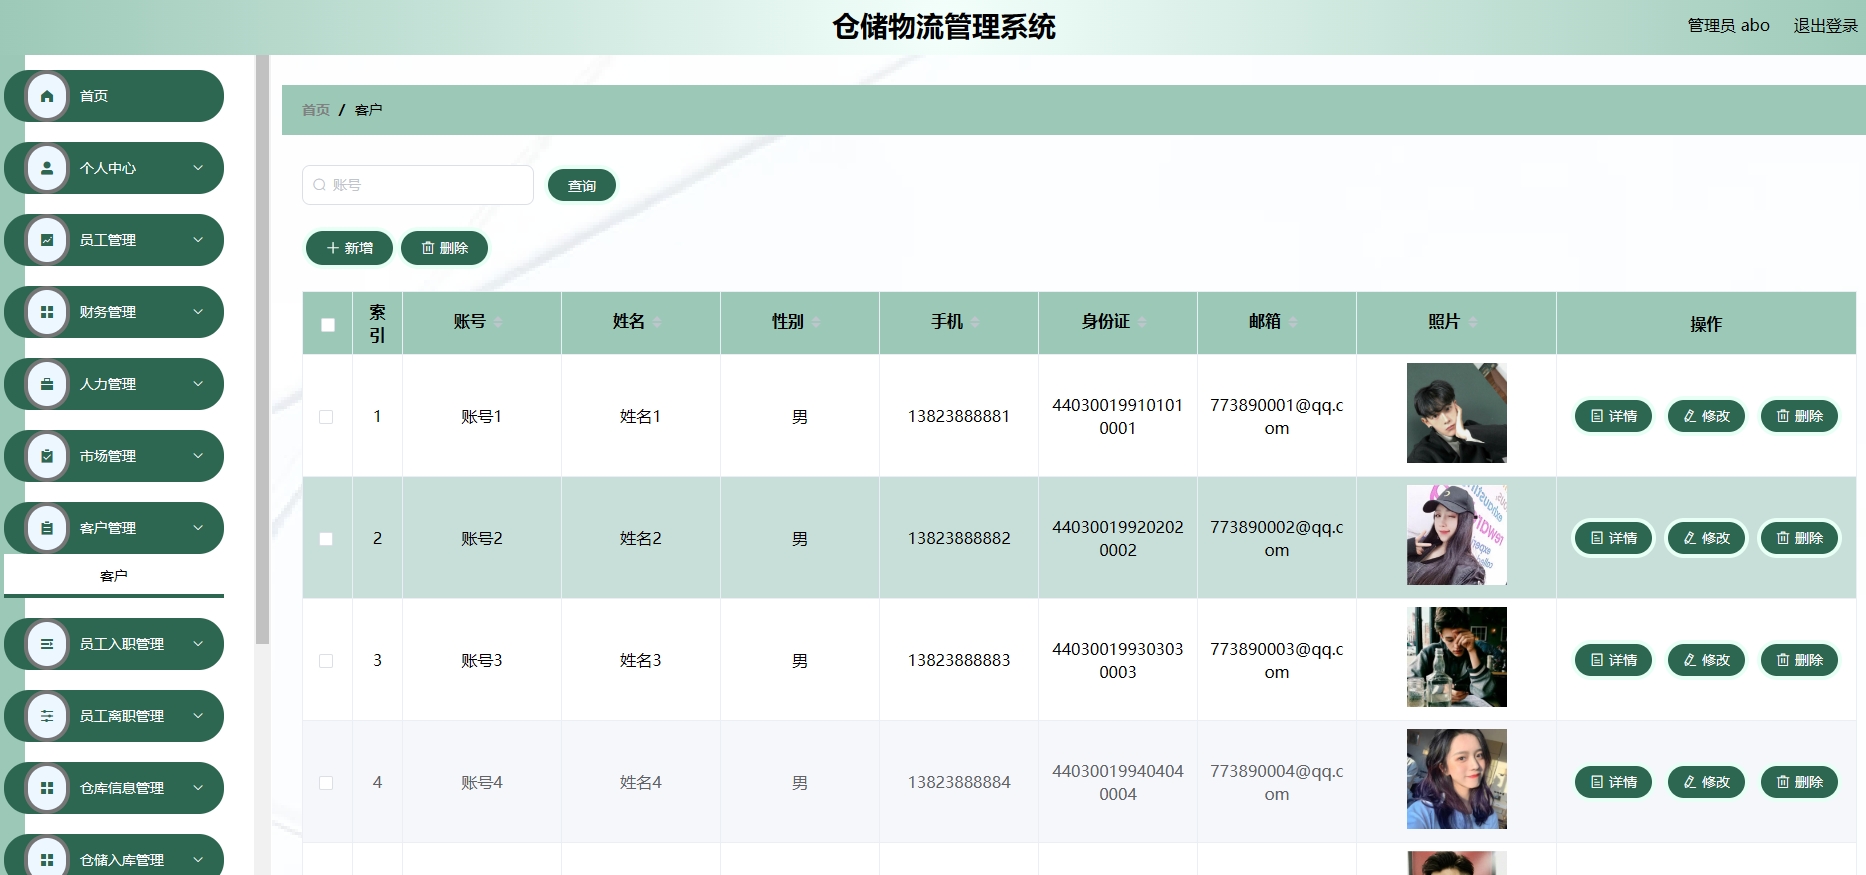 仓储物流管理系统
管理员 abo 退出登录
首页
个人中心
员工管理
财务管理
人力管理
市场管理
客户管理
客户
员工入职管理
员工离职管理
仓库信息管理
仓储入库管理
首页 / 客户
账号 查询
新增 删除
索引 账号 姓名 性别 手机 身份证 邮箱 照片 操作
1 账号1 姓名1 男 13823888881 440300199101010001 773890001@qq.com 详情 修改 删除
2 账号2 姓名2 男 13823888882 440300199202020002 773890002@qq.com 详情 修改 删除
3 账号3 姓名3 男 13823888883 440300199303030003 773890003@qq.com 详情 修改 删除
4 账号4 姓名4 男 13823888884 440300199404040004 773890004@qq.com 详情 修改 删除